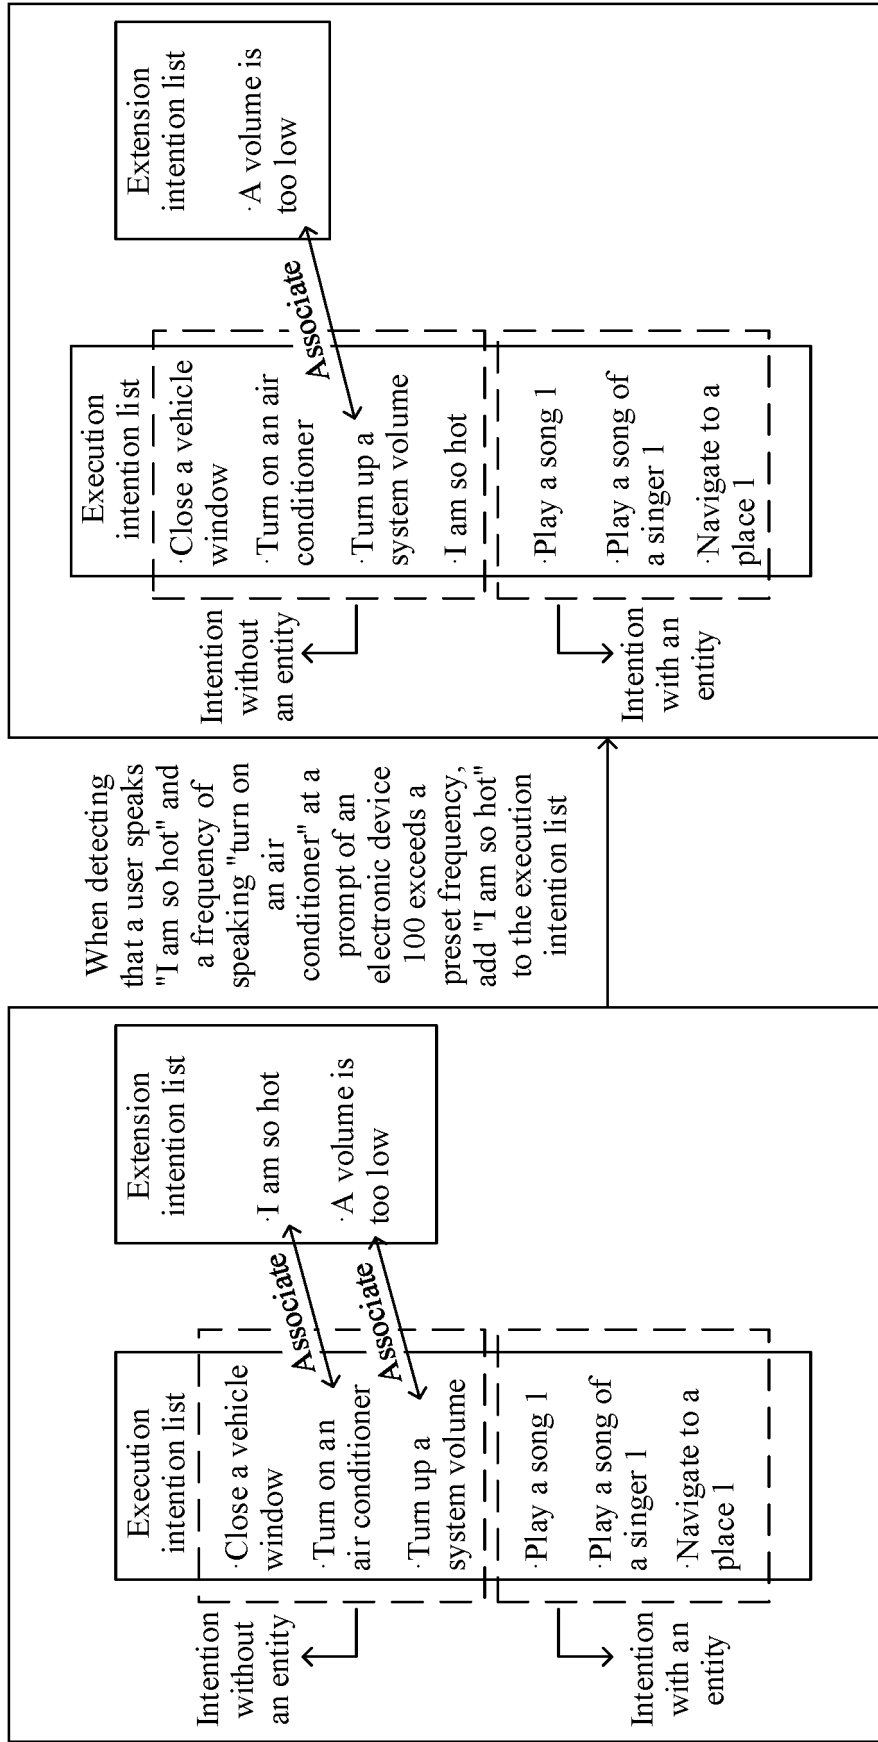 Execution
intention list
·Close a vehicle
window
·Turn on an
air conditioner
·Turn up a
system volume
·Play a song 1
·Play a song of
a singer 1
·Navigate to a
place 1
Intention
without
an entity
Intention
with an
entity
Associate
Associate
Extension
intention list
·I am so hot
·A volume is
too low
When detecting
that a user speaks
"I am so hot" and
a frequency of
speaking "turn on
an air
conditioner" at a
prompt of an
electronic device
100 exceeds a
preset frequency,
add "I am so hot"
to the execution
intention list
Execution
intention list
·Close a vehicle
window
·Turn on an air
conditioner
·Turn up a
system volume
·I am so hot
·Play a song 1
·Play a song of
a singer 1
·Navigate to a
place 1
Intention
without
an entity
Intention
with an
entity
Associate
Extension
intention list
·A volume is
too low